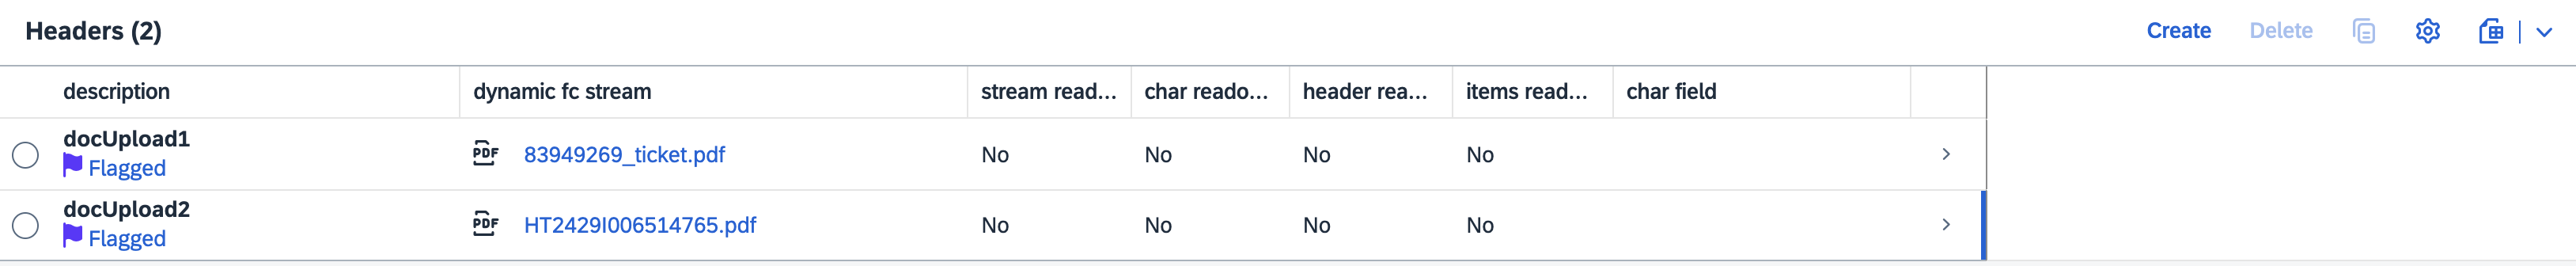 Headers (2)
Create Delete
description dynamic fc stream stream read... char reado... header rea... items read... char field
docUpload1
Flagged
PDF 83949269_ticket.pdf No No No No
docUpload2
Flagged
PDF HT2429I006514765.pdf No No No No